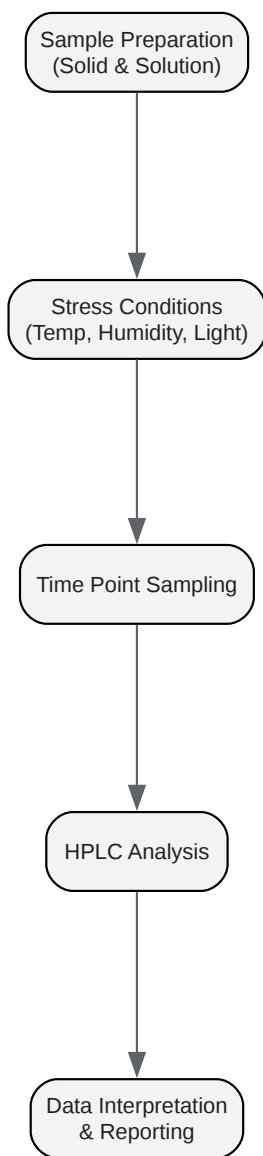 Sample Preparation
(Solid & Solution)
Stress Conditions
(Temp, Humidity, Light)
Time Point Sampling
HPLC Analysis
Data Interpretation
& Reporting